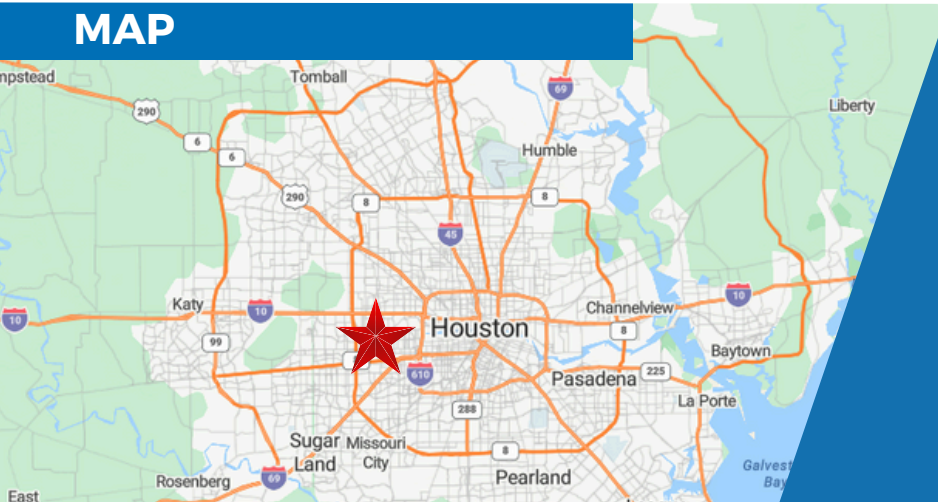 MAP
mpstead
Tomball
69
Liberty
290
6
6
Humble
290
8
8
45
Katy
10
10
Channelview
10
99
Houston
8
610
Baytown
Pasadena
225
La Porte
288
Sugar
Land
Missouri
City
8
Pearland
Galvest
Bay
Rosenberg
69
East